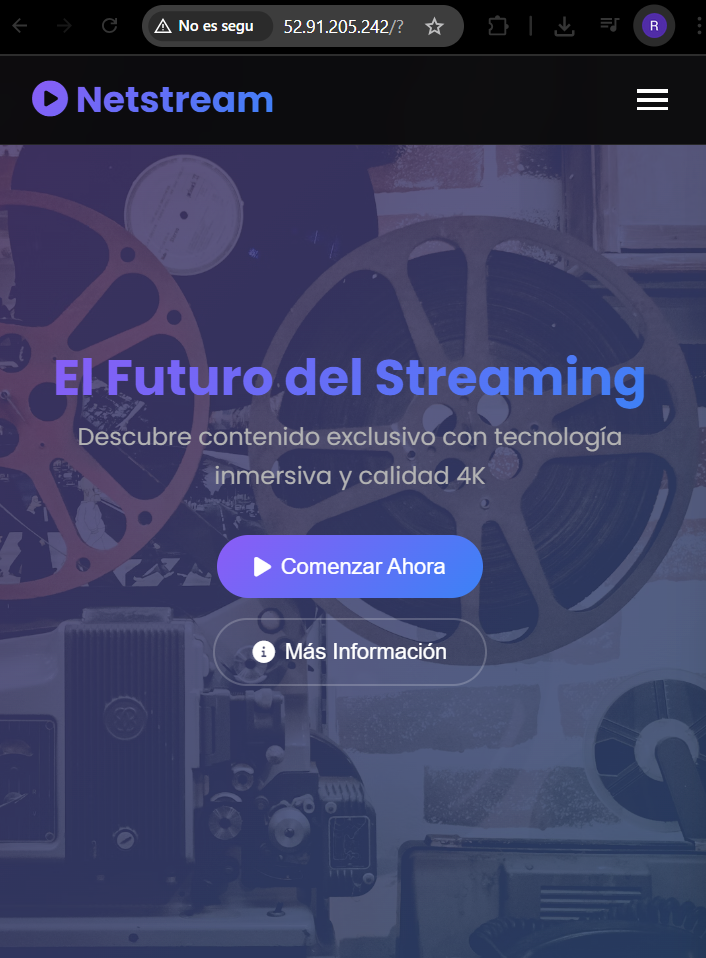 No es segu
52.91.205.242/?
R
Netstream
El Futuro del Streaming
Descubre contenido exclusivo con tecnología
inmersiva y calidad 4K
Comenzar Ahora
Más Información